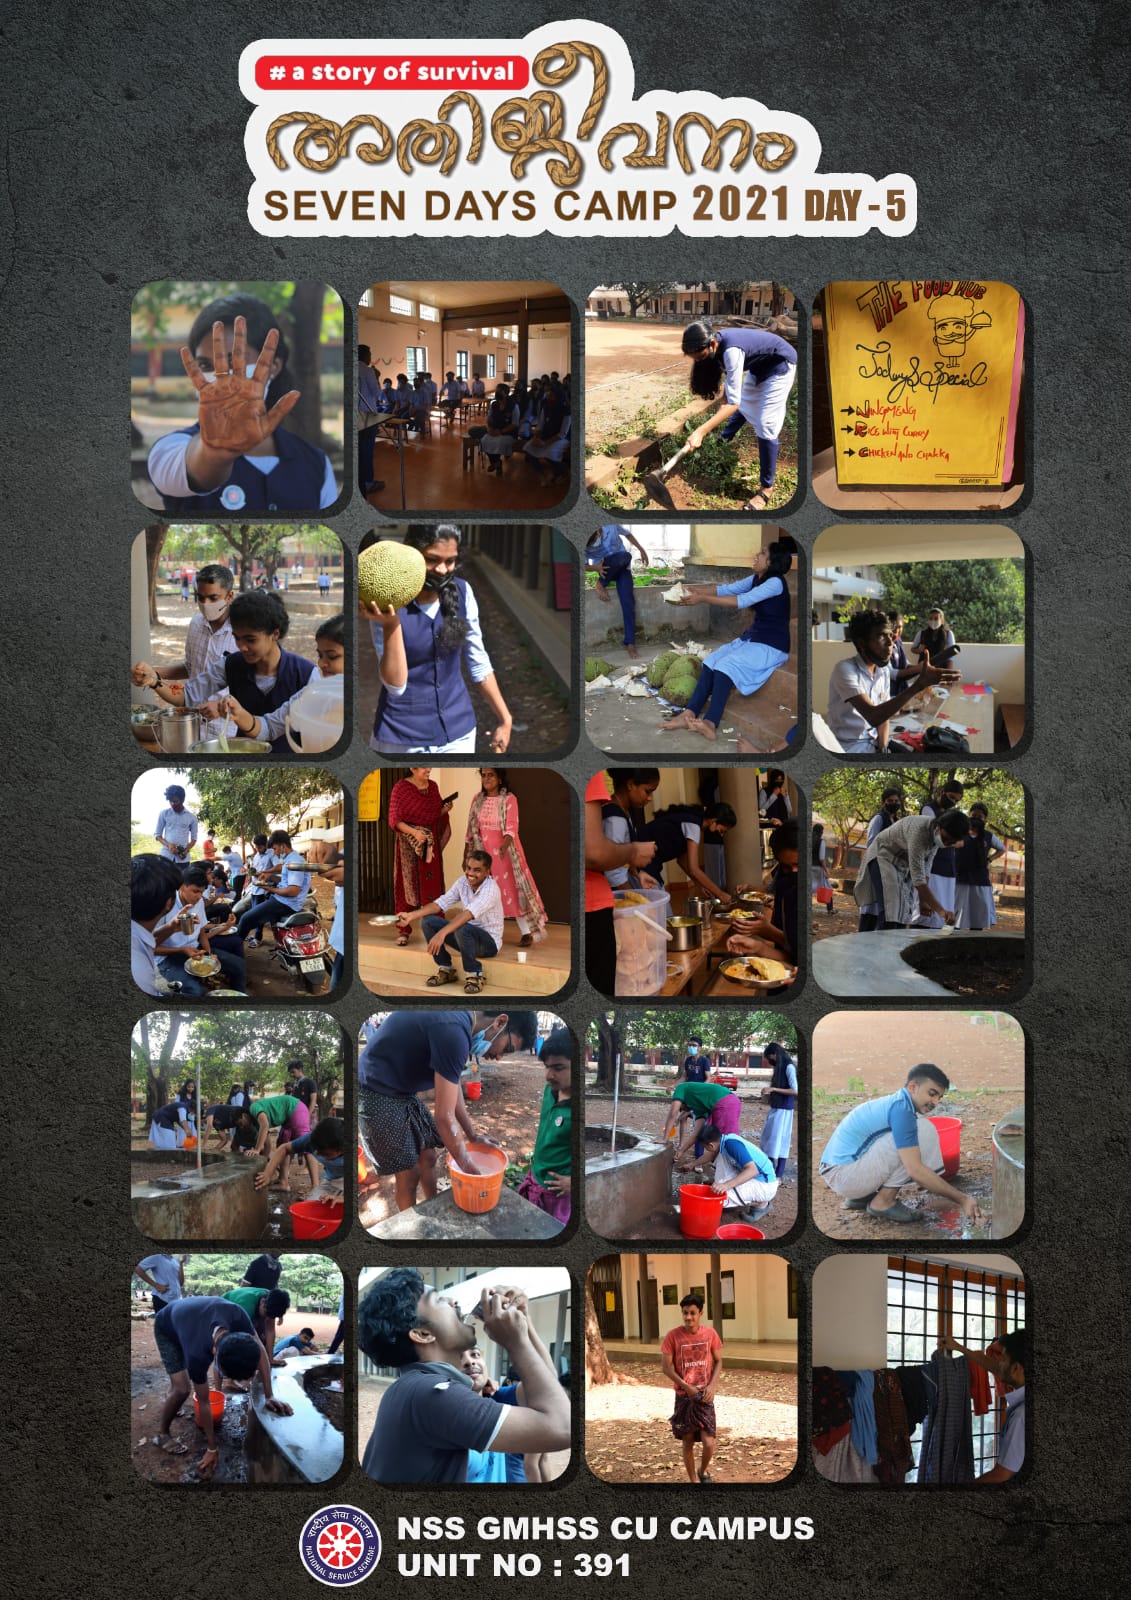 # a story of survival
അതിജീവനം
SEVEN DAYS CAMP 2021 DAY - 5
THE FOOD HUB
Today's Special
→ NINGMENG
→ RICE WITH CURRY
→ CHICKEN AND CHAKKA
राष्ट्रीय सेवा योजना
NATIONAL SERVICE SCHEME
NSS GMHSS CU CAMPUS
UNIT NO : 391